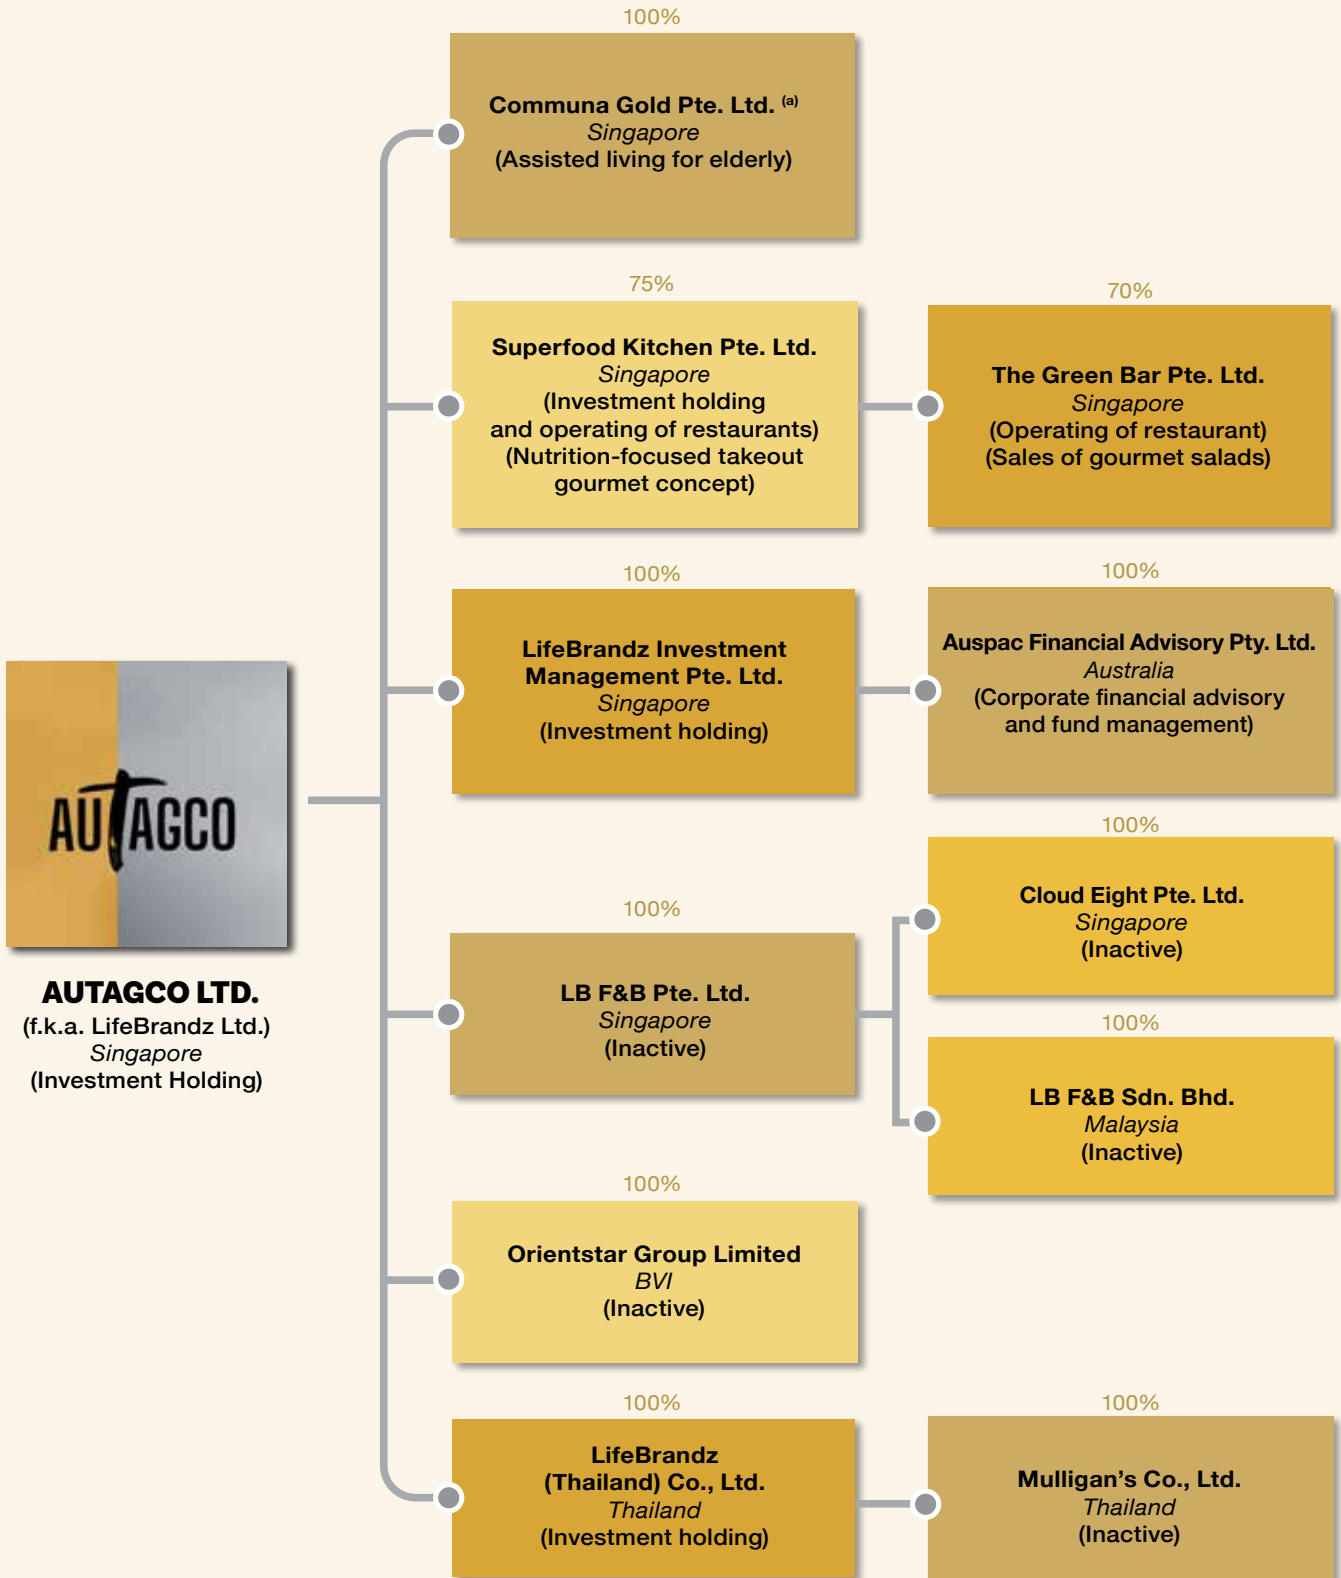 100%
Communa Gold Pte. Ltd. (a)
Singapore
(Assisted living for elderly)
75%
Superfood Kitchen Pte. Ltd.
Singapore
(Investment holding
and operating of restaurants)
(Nutrition-focused takeout
gourmet concept)
70%
The Green Bar Pte. Ltd.
Singapore
(Operating of restaurant)
(Sales of gourmet salads)
100%
LifeBrandz Investment
Management Pte. Ltd.
Singapore
(Investment holding)
100%
Auspac Financial Advisory Pty. Ltd.
Australia
(Corporate financial advisory
and fund management)
AUTAGCO
AUTAGCO LTD.
(f.k.a. LifeBrandz Ltd.)
Singapore
(Investment Holding)
100%
LB F&B Pte. Ltd.
Singapore
(Inactive)
100%
Cloud Eight Pte. Ltd.
Singapore
(Inactive)
100%
LB F&B Sdn. Bhd.
Malaysia
(Inactive)
100%
Orientstar Group Limited
BVI
(Inactive)
100%
LifeBrandz
(Thailand) Co., Ltd.
Thailand
(Investment holding)
100%
Mulligan's Co., Ltd.
Thailand
(Inactive)